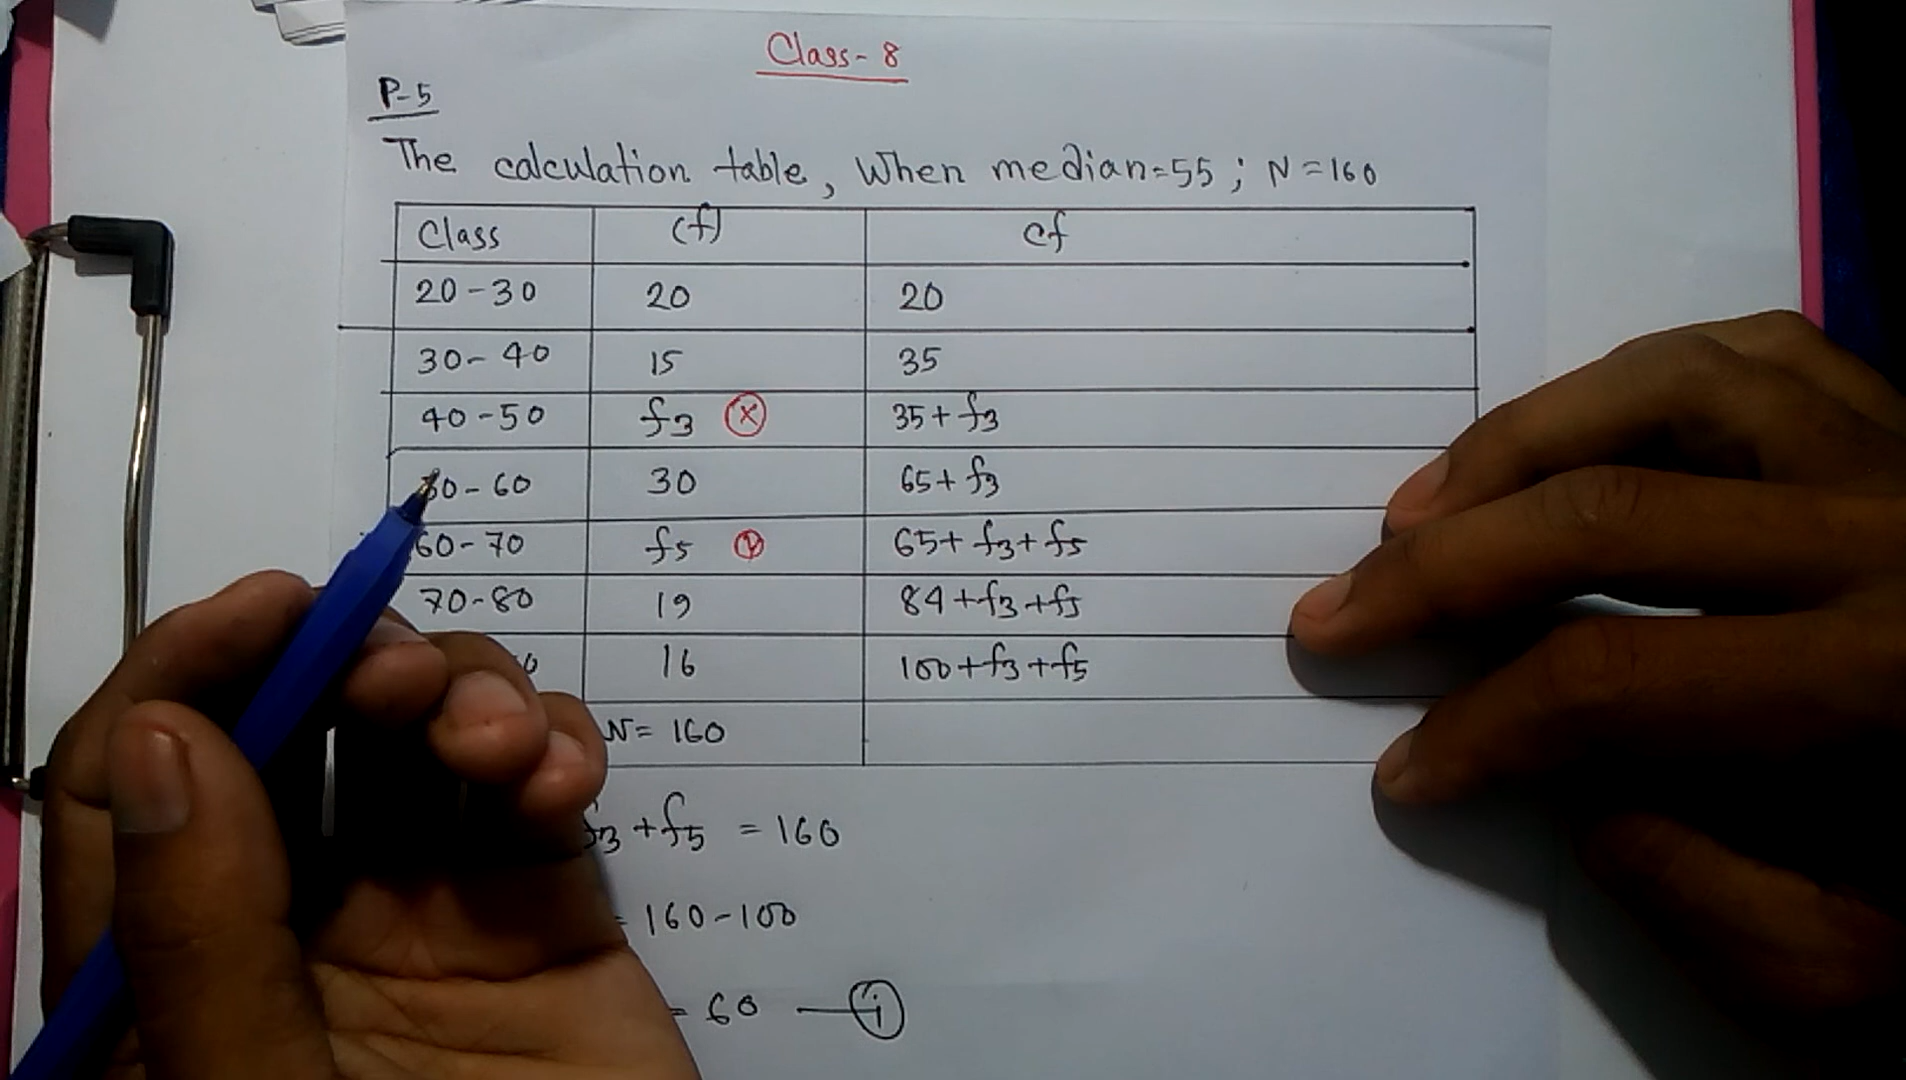 Class-8
P-5
The calculation table, When median=55; N=160
Class (f) cf
20-30 20 20
30-40 15 35
40-50 f3 x 35+f3
50-60 30 65+f3
60-70 f5 y 65+f3+f5
70-80 19 84+f3+f5
16 100+f3+f5
N= 160
f3+f5 =160
=160-100
= 60 — i